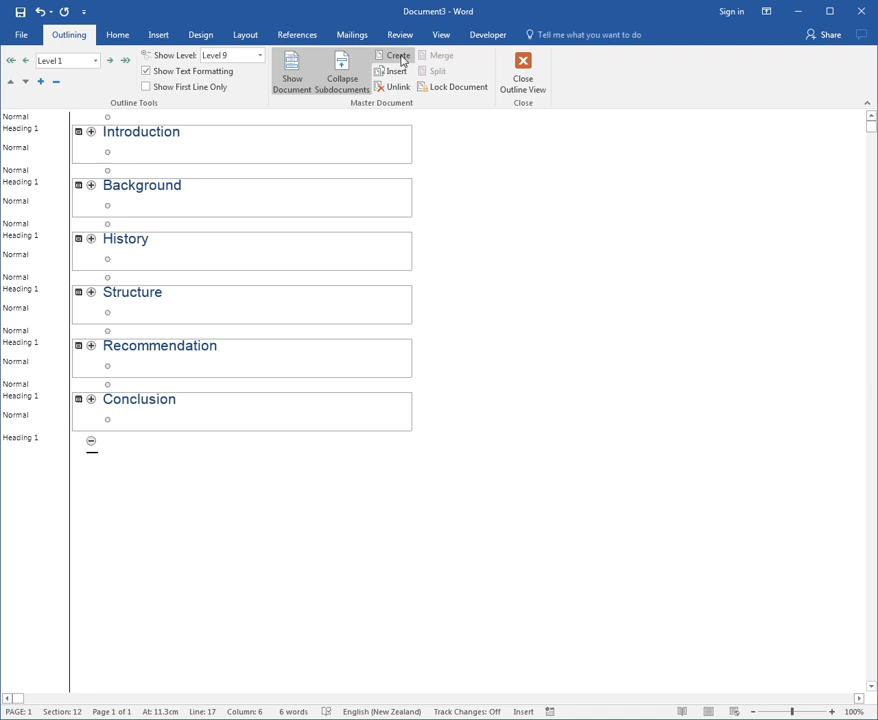 Document3 - Word
Sign in
File Outlining Home Insert Design Layout References Mailings Review View Developer Tell me what you want to do Share
Level 1
Show Level: Level 9
Show Text Formatting
Show First Line Only
Outline Tools
Show Document
Collapse Subdocuments
Create
Insert
Unlink
Merge
Split
Lock Document
Master Document
Close Outline View
Close
Normal
Heading 1 Introduction
Normal
Normal
Heading 1 Background
Normal
Normal
Heading 1 History
Normal
Normal
Heading 1 Structure
Normal
Normal
Heading 1 Recommendation
Normal
Normal
Heading 1 Conclusion
Normal
Heading 1
PAGE: 1 Section: 12 Page 1 of 1 At: 11.3cm Line: 17 Column: 6 6 words English (New Zealand) Track Changes: Off Insert 100%